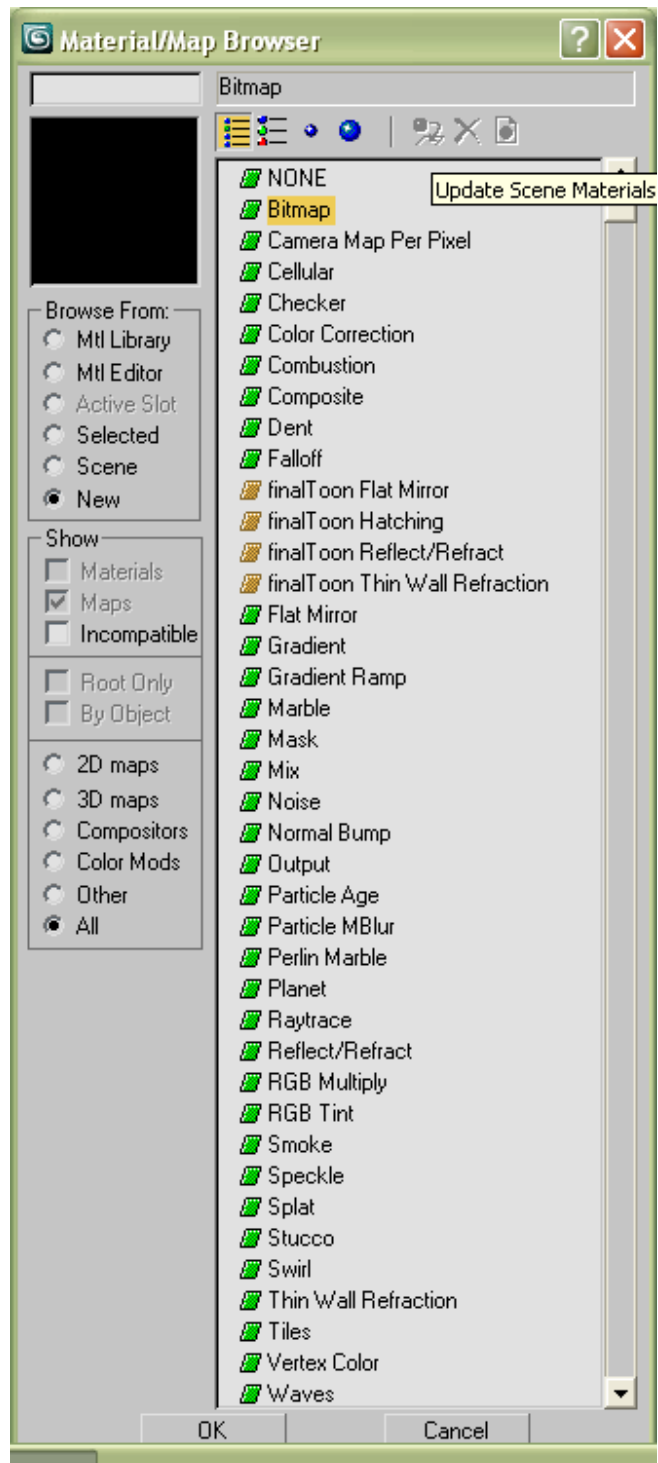 Material/Map Browser
Bitmap
Update Scene Materials
Browse From:
Mtl Library
Mtl Editor
Active Slot
Selected
Scene
New
Show
Materials
Maps
Incompatible
Root Only
By Object
2D maps
3D maps
Compositors
Color Mods
Other
All
NONE
Bitmap
Camera Map Per Pixel
Cellular
Checker
Color Correction
Combustion
Composite
Dent
Falloff
finalToon Flat Mirror
finalToon Hatching
finalToon Reflect/Refract
finalToon Thin Wall Refraction
Flat Mirror
Gradient
Gradient Ramp
Marble
Mask
Mix
Noise
Normal Bump
Output
Particle Age
Particle MBlur
Perlin Marble
Planet
Raytrace
Reflect/Refract
RGB Multiply
RGB Tint
Smoke
Speckle
Splat
Stucco
Swirl
Thin Wall Refraction
Tiles
Vertex Color
Waves
OK Cancel